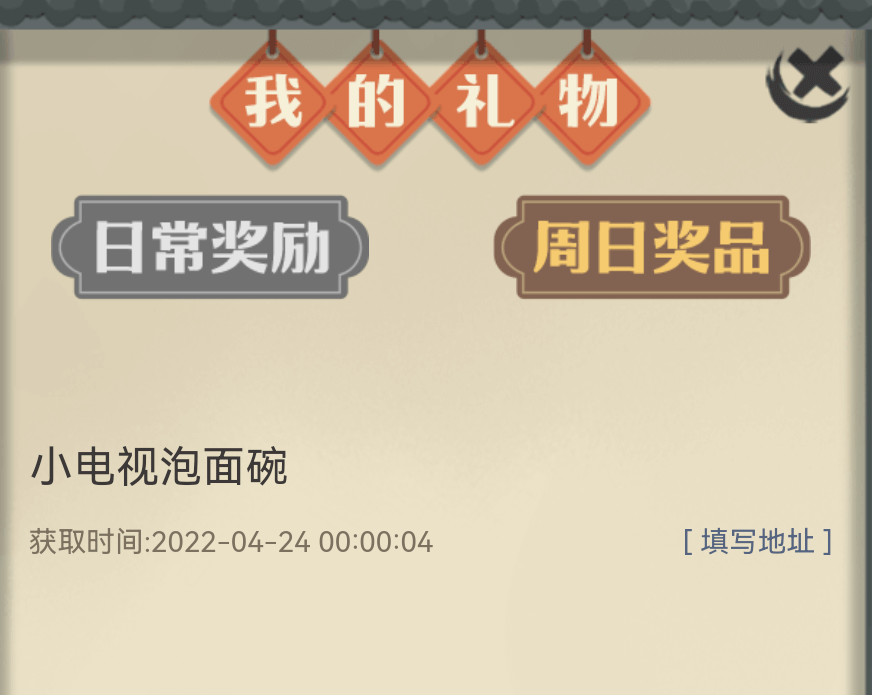 我的礼物
日常奖励
周日奖品
小电视泡面碗
获取时间:2022-04-24 00:00:04
[ 填写地址 ]